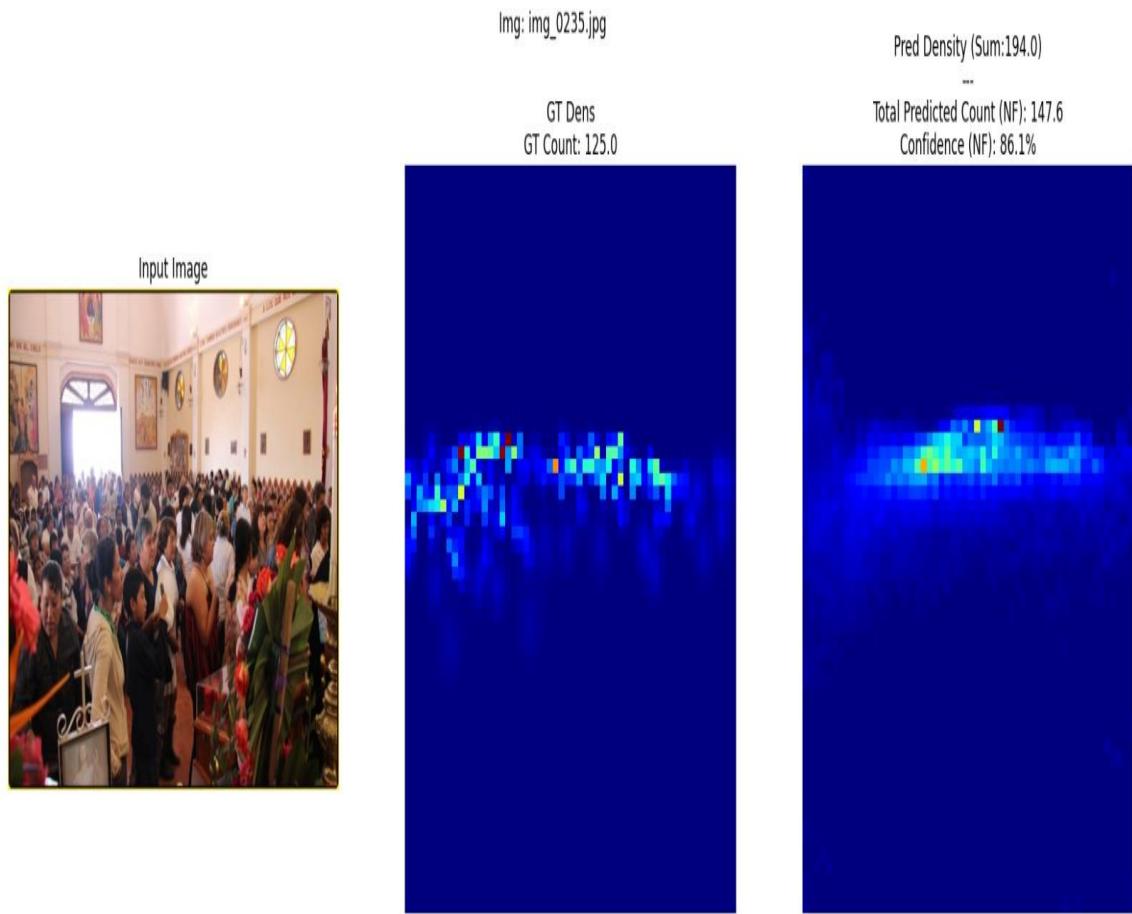 Img: img_0235.jpg
Input Image
GT Dens
GT Count: 125.0
Pred Density (Sum:194.0)
---
Total Predicted Count (NF): 147.6
Confidence (NF): 86.1%